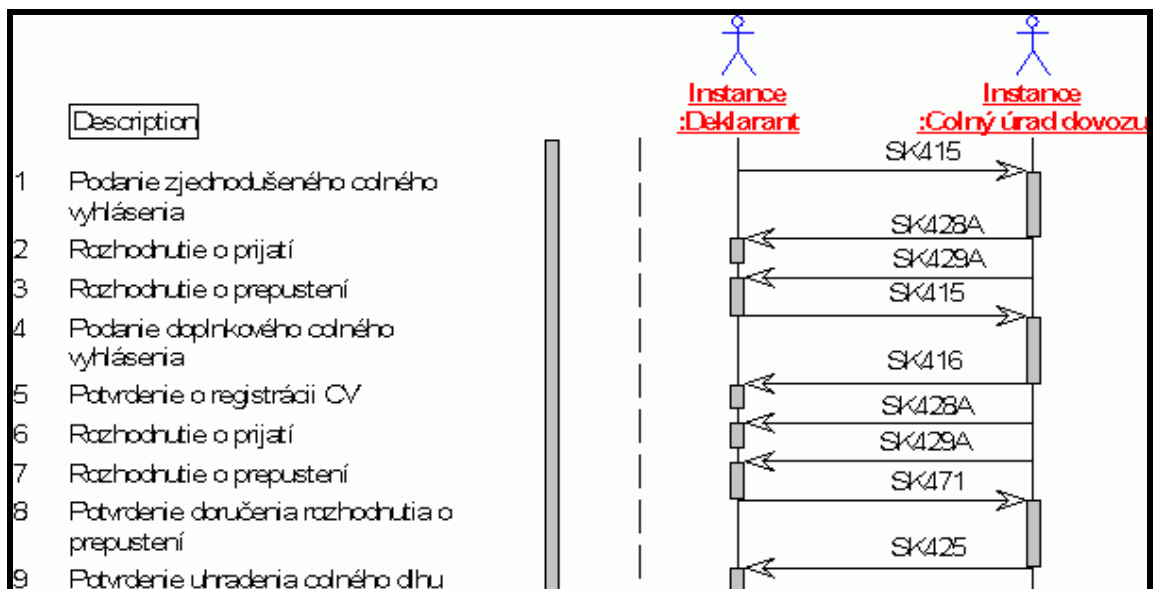 Instance
:Deklarant
Instance
:Colný úrad dovozu
Description
SK415
1 Podanie zjednodušeného colného
vyhlásenia
SK428A
2 Rozhodnutie o prijatí
SK429A
3 Rozhodnutie o prepustení
SK415
4 Podanie doplnkového colného
vyhlásenia
SK416
5 Potvrdenie o registrácii CV
SK428A
6 Rozhodnutie o prijatí
SK429A
7 Rozhodnutie o prepustení
SK471
8 Potvrdenie doručenia rozhodnutia o
prepustení
SK425
9 Potvrdenie uhradenia colného dlhu